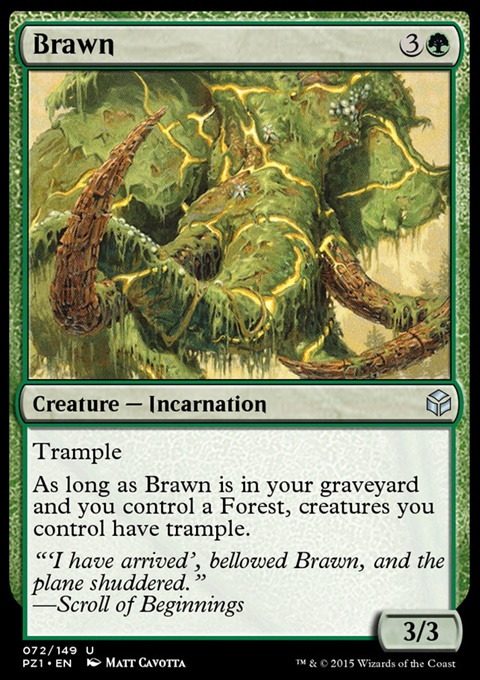 Brawn 3
Creature — Incarnation
Trample
As long as Brawn is in your graveyard
and you control a Forest, creatures you
control have trample.
“‘I have arrived’, bellowed Brawn, and the
plane shuddered.”
—Scroll of Beginnings
3/3
072/149 U
PZ1 • EN Matt Cavotta
™ & © 2015 Wizards of the Coast